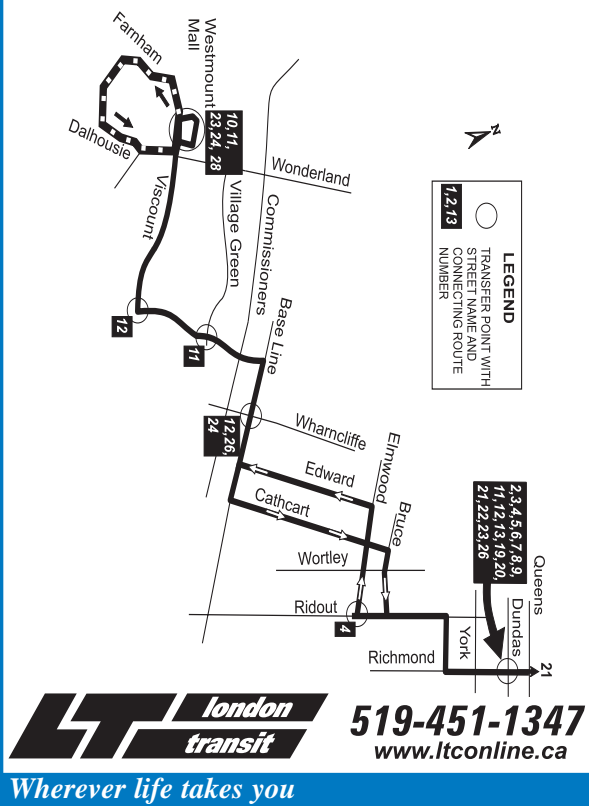 Farnham
Westmount
Mall
Dalhousie
10,11,
23,24, 28
Wonderland
Viscount
Village Green
Commissioners
12
11
Base Line
N
LEGEND
TRANSFER POINT WITH
STREET NAME AND
CONNECTING ROUTE
NUMBER
1,2,13
Wharncliffe
12,26,
24
Edward
Elmwood
Cathcart
Bruce
Wortley
Ridout
4
2,3,4,5,6,7,8,9,
11,12,13,19,20,
21,22,23,26
Queens
Dundas
York
Richmond
21
LT london
transit
519-451-1347
www.ltconline.ca
Wherever life takes you